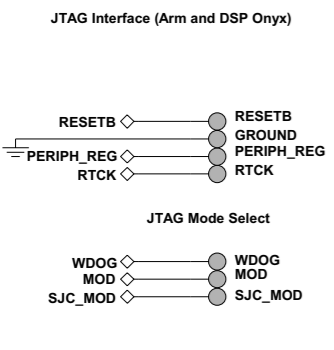 JTAG Interface (Arm and DSP Onyx)
RESETB RESETB
GROUND
PERIPH_REG PERIPH_REG
RTCK RTCK
JTAG Mode Select
WDOG WDOG
MOD MOD
SJC_MOD SJC_MOD